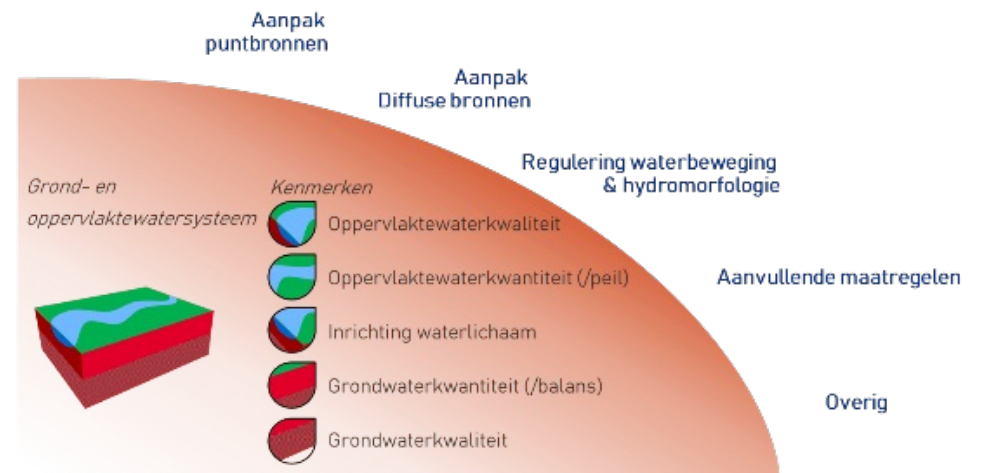 Aanpak
puntbronnen
Aanpak
Diffuse bronnen
Regulering waterbeweging
& hydromorfologie
Aanvullende maatregelen
Overig
Grond- en
oppervlaktewatersysteem
Kenmerken
Oppervlaktewaterkwaliteit
Oppervlaktewaterkwantiteit (/peil)
Inrichting waterlichaam
Grondwaterkwantiteit (/balans)
Grondwaterkwaliteit